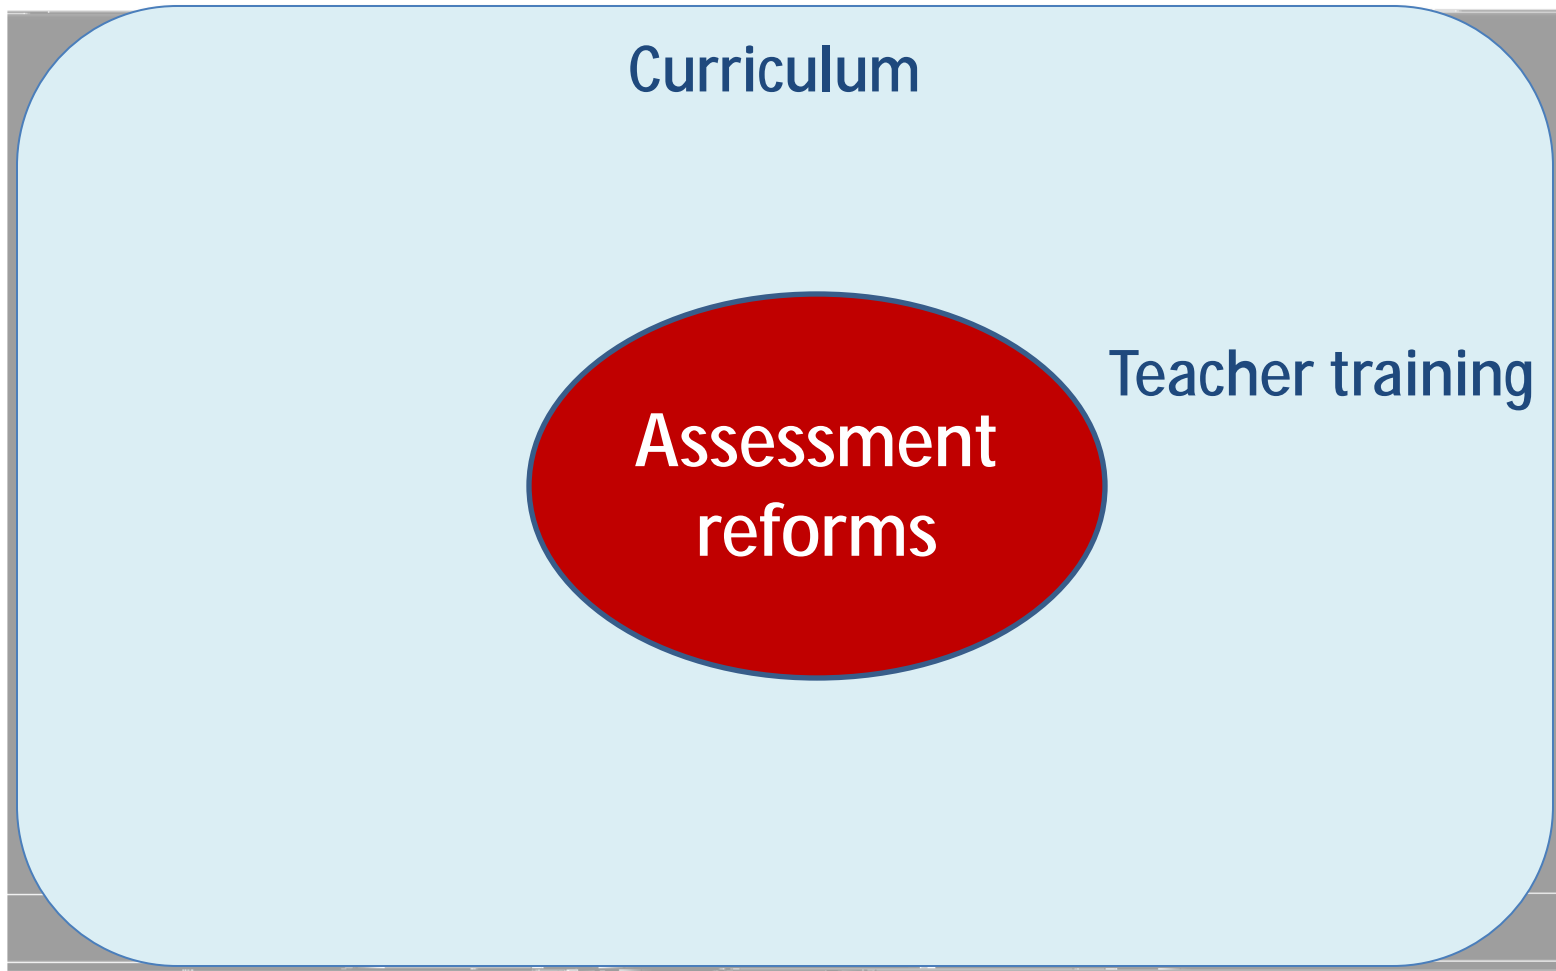 Curriculum
Teacher training
Assessment
reforms